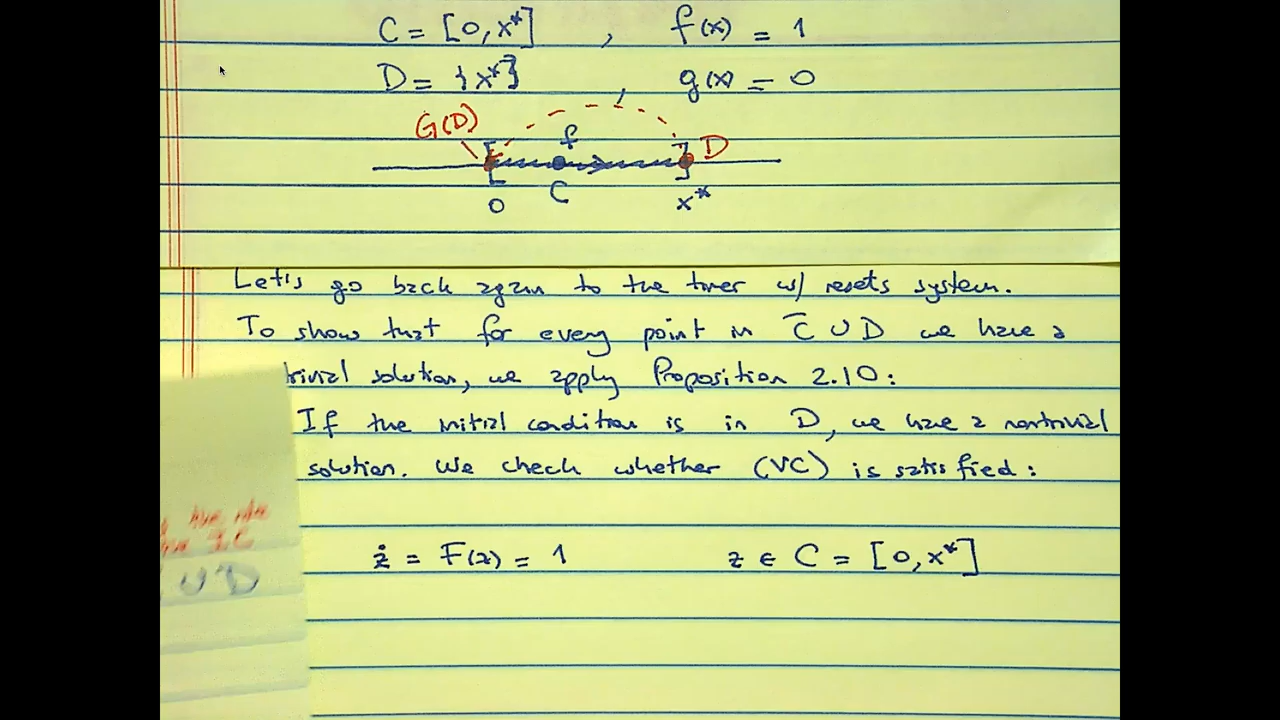 C = [0, x*] , f(x) = 1
D = {x*} , g(x) = 0
G(D) f D
0 C x*
Let's go back again to the timer w/ resets system.
To show that for every point in C̅ ∪ D we have a
trivial solution, we apply Proposition 2.10:
If the initial condition is in D, we have a nontrivial
solution. We check whether (VC) is satisfied:
I C
∪ D
ż = F(z) = 1 z ∈ C = [0, x*]